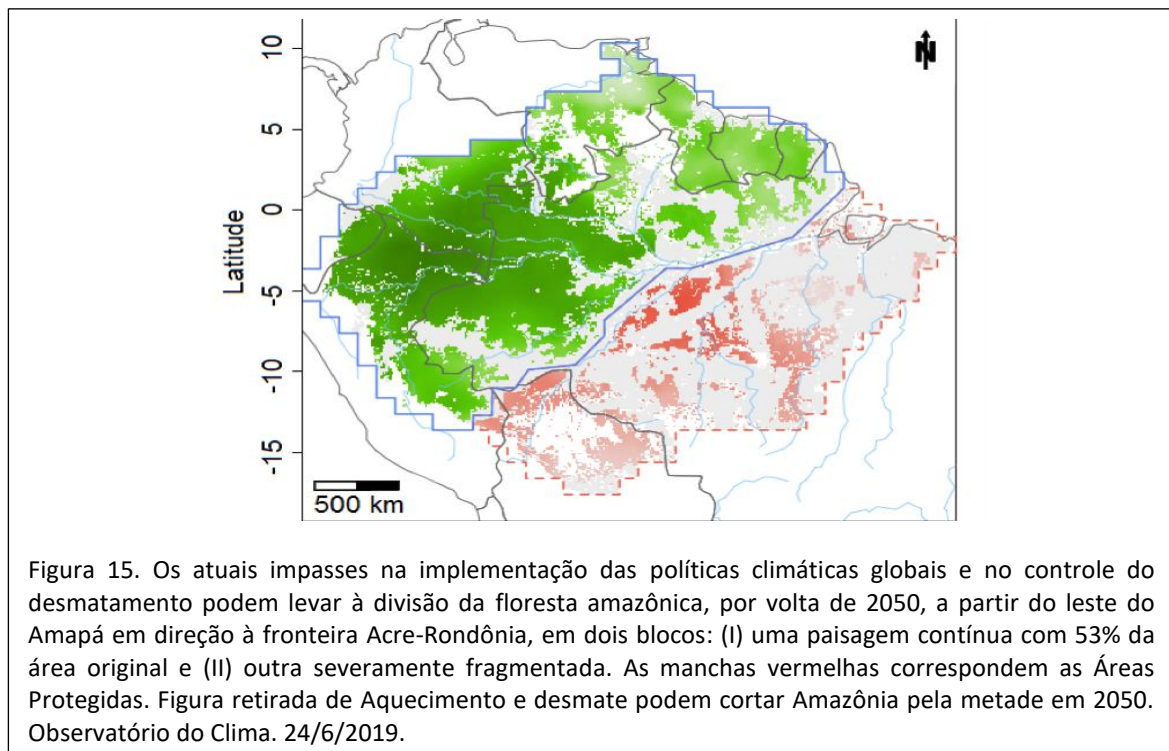 10
N
5
0
Latitude
-5
-10
-15
500 km
Figura 15. Os atuais impasses na implementação das políticas climáticas globais e no controle do
desmatamento podem levar à divisão da floresta amazônica, por volta de 2050, a partir do leste do
Amapá em direção à fronteira Acre-Rondônia, em dois blocos: (I) uma paisagem contínua com 53% da
área original e (II) outra severamente fragmentada. As manchas vermelhas correspondem as Áreas
Protegidas. Figura retirada de Aquecimento e desmate podem cortar Amazônia pela metade em 2050.
Observatório do Clima. 24/6/2019.